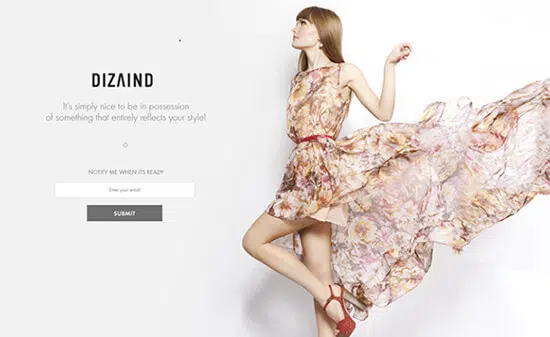 DIZAIND
It's simply nice to be in possession
of something that entirely reflects your style!
NOTIFY ME WHEN ITS READY
Enter your email
SUBMIT